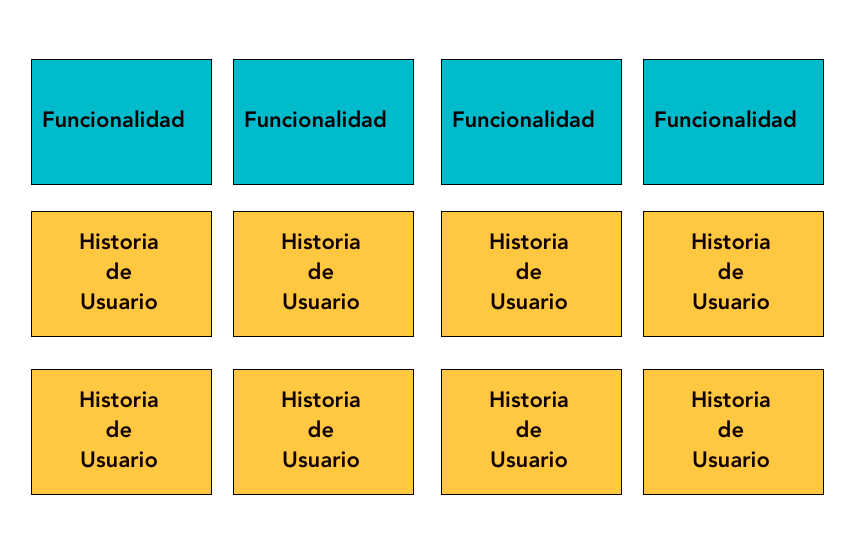 Funcionalidad
Funcionalidad
Funcionalidad
Funcionalidad
Historia
de
Usuario
Historia
de
Usuario
Historia
de
Usuario
Historia
de
Usuario
Historia
de
Usuario
Historia
de
Usuario
Historia
de
Usuario
Historia
de
Usuario